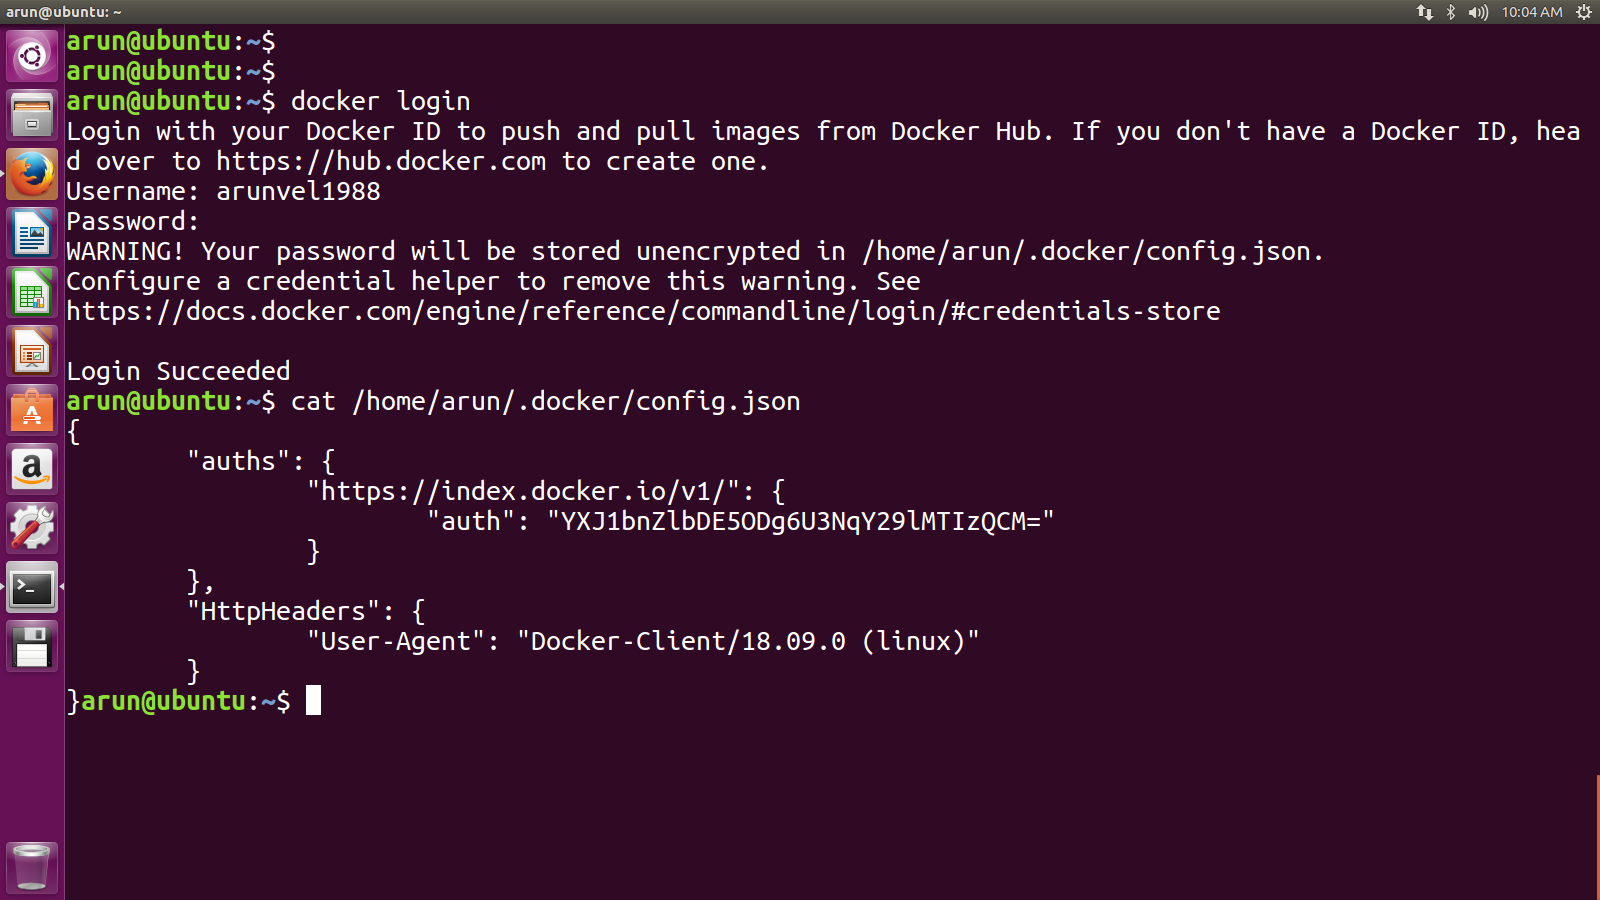 arun@ubuntu: ~
10:04 AM
arun@ubuntu:~$
arun@ubuntu:~$
arun@ubuntu:~$ docker login
Login with your Docker ID to push and pull images from Docker Hub. If you don't have a Docker ID, hea
d over to https://hub.docker.com to create one.
Username: arunvel1988
Password:
WARNING! Your password will be stored unencrypted in /home/arun/.docker/config.json.
Configure a credential helper to remove this warning. See
https://docs.docker.com/engine/reference/commandline/login/#credentials-store
Login Succeeded
arun@ubuntu:~$ cat /home/arun/.docker/config.json
{
"auths": {
"https://index.docker.io/v1/": {
"auth": "YXJ1bnZlbDE5ODg6U3NqY29lMTIzQCM="
}
},
"HttpHeaders": {
"User-Agent": "Docker-Client/18.09.0 (linux)"
}
}arun@ubuntu:~$